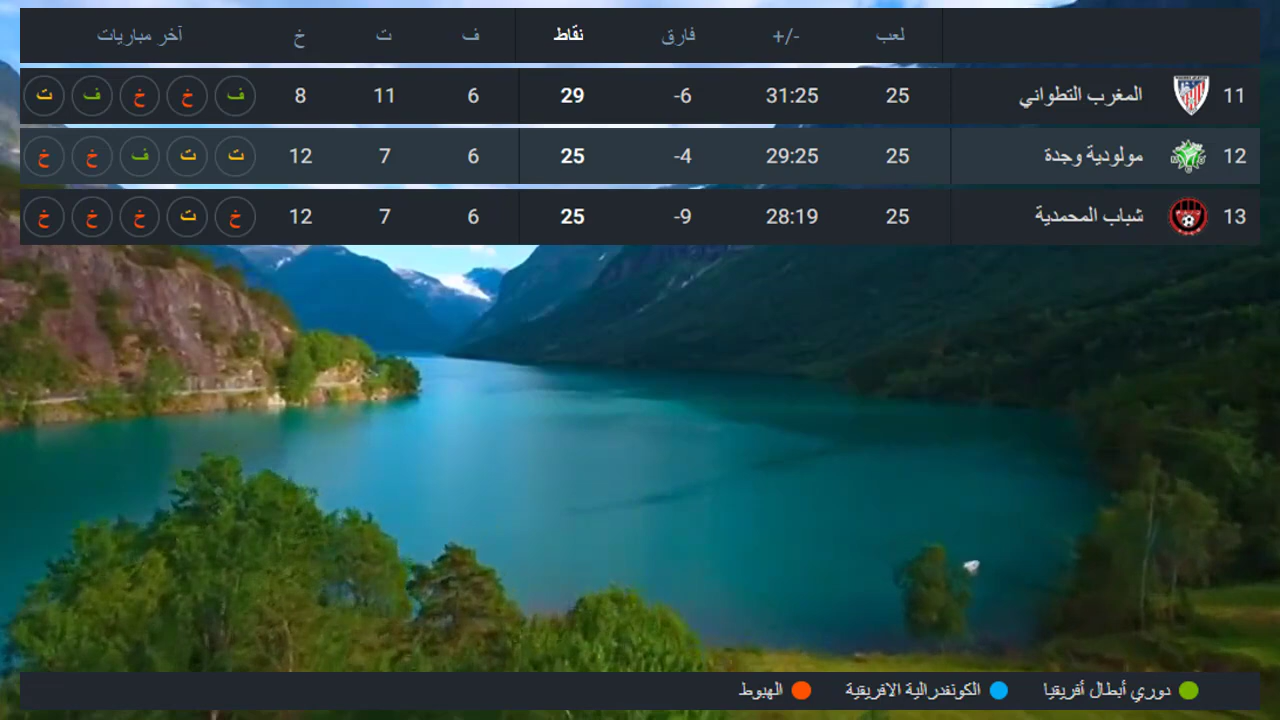 لعب +/- فارق نقاط ف ت خ آخر مباريات
11 المغرب التطواني 25 31:25 -6 29 6 11 8 ف خ خ ف ت
12 مولودية وجدة 25 29:25 -4 25 6 7 12 ت ت ف خ خ
13 شباب المحمدية 25 28:19 -9 25 6 7 12 خ ت خ خ خ
دوري أبطال أفريقيا الكونفدرالية الافريقية الهبوط